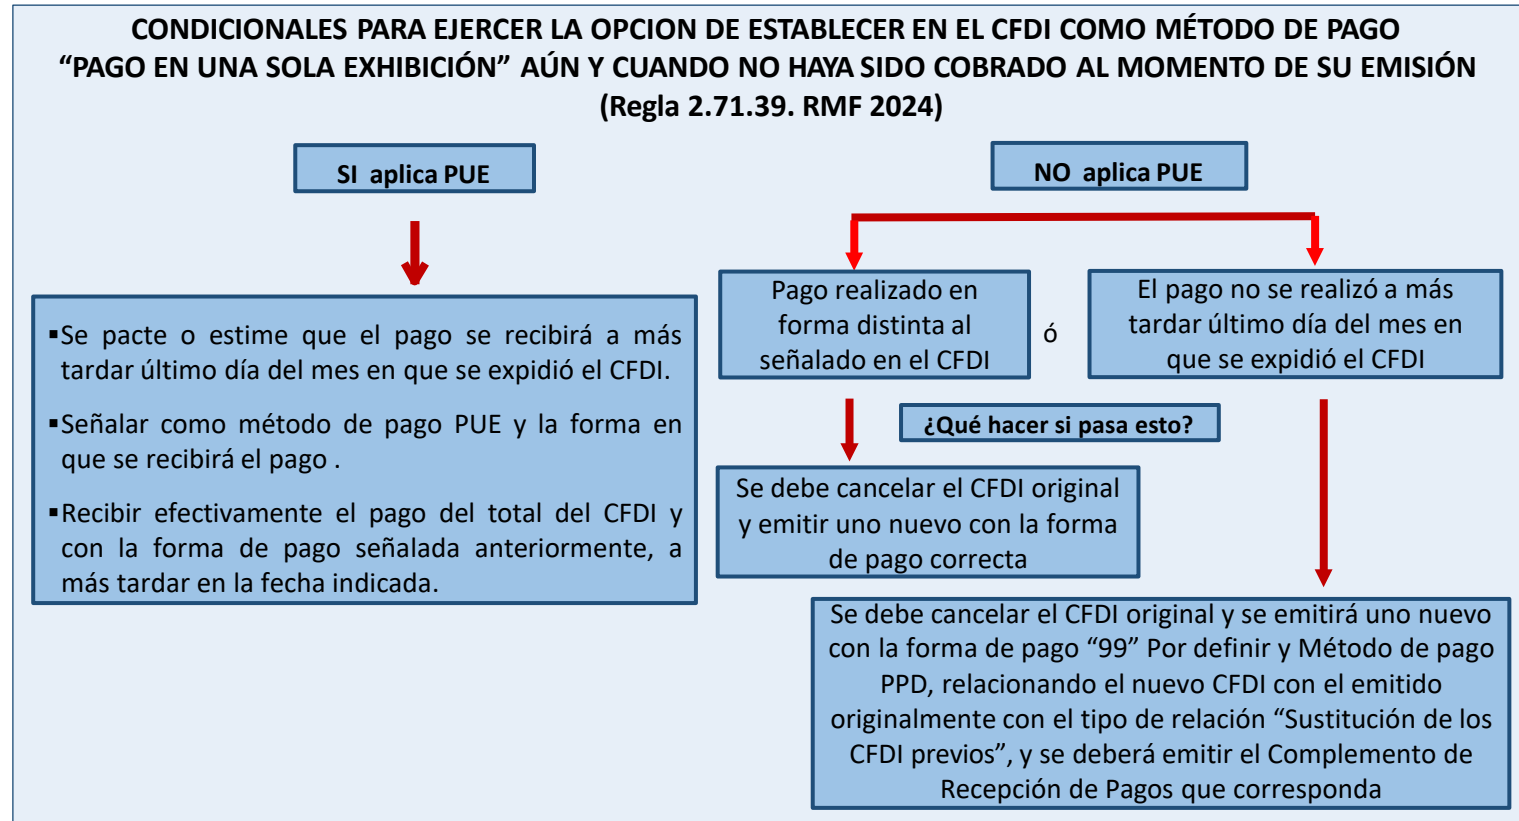 CONDICIONALES PARA EJERCER LA OPCION DE ESTABLECER EN EL CFDI COMO MÉTODO DE PAGO
“PAGO EN UNA SOLA EXHIBICIÓN” AÚN Y CUANDO NO HAYA SIDO COBRADO AL MOMENTO DE SU EMISIÓN
(Regla 2.71.39. RMF 2024)
SI aplica PUE
▪Se pacte o estime que el pago se recibirá a más
tardar último día del mes en que se expidió el CFDI.
▪Señalar como método de pago PUE y la forma en
que se recibirá el pago .
▪Recibir efectivamente el pago del total del CFDI y
con la forma de pago señalada anteriormente, a
más tardar en la fecha indicada.
NO aplica PUE
Pago realizado en
forma distinta al
señalado en el CFDI
ó
El pago no se realizó a más
tardar último día del mes en
que se expidió el CFDI
¿Qué hacer si pasa esto?
Se debe cancelar el CFDI original
y emitir uno nuevo con la forma
de pago correcta
Se debe cancelar el CFDI original y se emitirá uno nuevo
con la forma de pago “99” Por definir y Método de pago
PPD, relacionando el nuevo CFDI con el emitido
originalmente con el tipo de relación “Sustitución de los
CFDI previos”, y se deberá emitir el Complemento de
Recepción de Pagos que corresponda